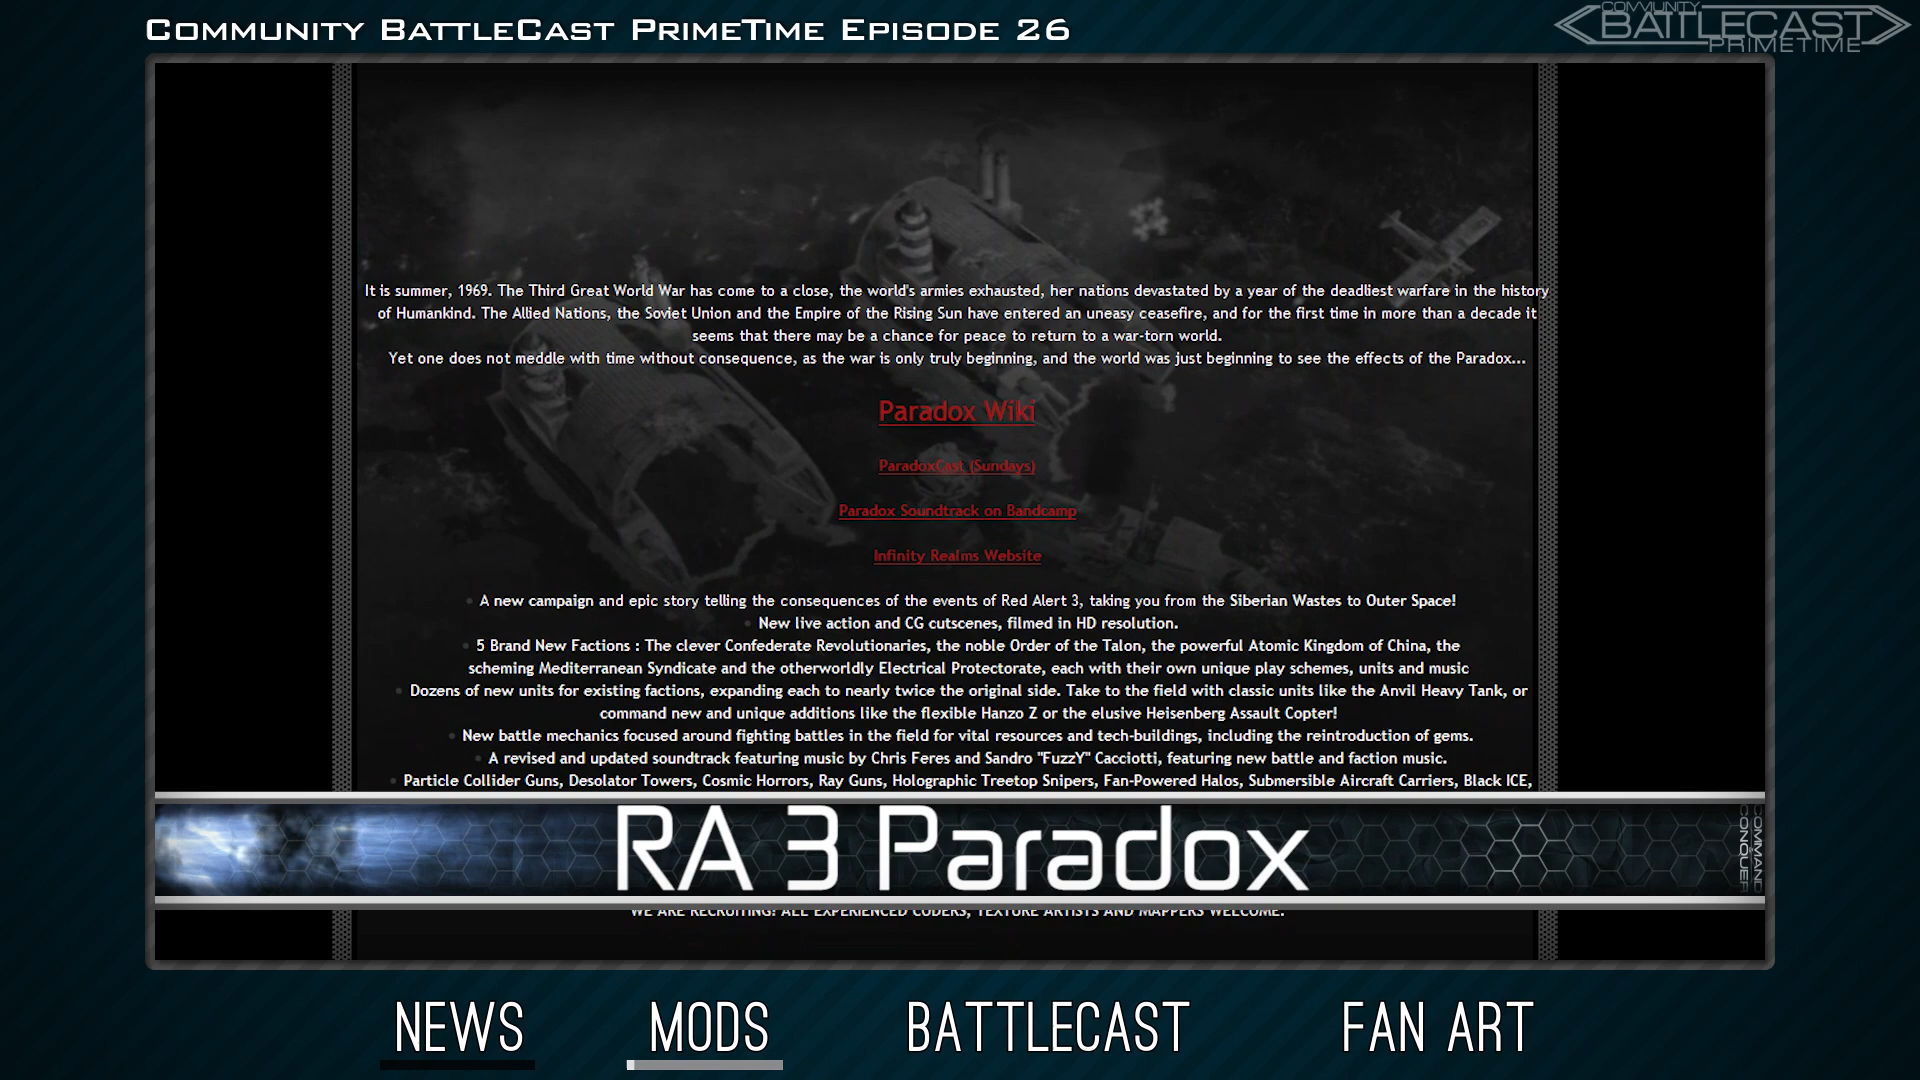 COMMUNITY BATTLECAST PRIMETIME EPISODE 26
COMMUNITY
BATTLECAST
PRIMETIME
It is summer, 1969. The Third Great World War has come to a close, the world's armies exhausted, her nations devastated by a year of the deadliest warfare in the history
of Humankind. The Allied Nations, the Soviet Union and the Empire of the Rising Sun have entered an uneasy ceasefire, and for the first time in more than a decade it
seems that there may be a chance for peace to return to a war-torn world.
Yet one does not meddle with time without consequence, as the war is only truly beginning, and the world was just beginning to see the effects of the Paradox...
Paradox Wiki
ParadoxCast (Sundays)
Paradox Soundtrack on Bandcamp
Infinity Realms Website
• A new campaign and epic story telling the consequences of the events of Red Alert 3, taking you from the Siberian Wastes to Outer Space!
• New live action and CG cutscenes, filmed in HD resolution.
• 5 Brand New Factions : The clever Confederate Revolutionaries, the noble Order of the Talon, the powerful Atomic Kingdom of China, the
scheming Mediterranean Syndicate and the otherworldly Electrical Protectorate, each with their own unique play schemes, units and music
• Dozens of new units for existing factions, expanding each to nearly twice the original side. Take to the field with classic units like the Anvil Heavy Tank, or
command new and unique additions like the flexible Hanzo Z or the elusive Heisenberg Assault Copter!
• New battle mechanics focused around fighting battles in the field for vital resources and tech-buildings, including the reintroduction of gems.
• A revised and updated soundtrack featuring music by Chris Feres and Sandro "FuzzY" Cacciotti, featuring new battle and faction music.
• Particle Collider Guns, Desolator Towers, Cosmic Horrors, Ray Guns, Holographic Treetop Snipers, Fan-Powered Halos, Submersible Aircraft Carriers, Black ICE,
RA 3 Paradox
COMMAND
CONQUER
WE ARE RECRUITING! ALL EXPERIENCED CODERS, TEXTURE ARTISTS AND MAPPERS WELCOME.
NEWS
MODS
BATTLECAST
FAN ART